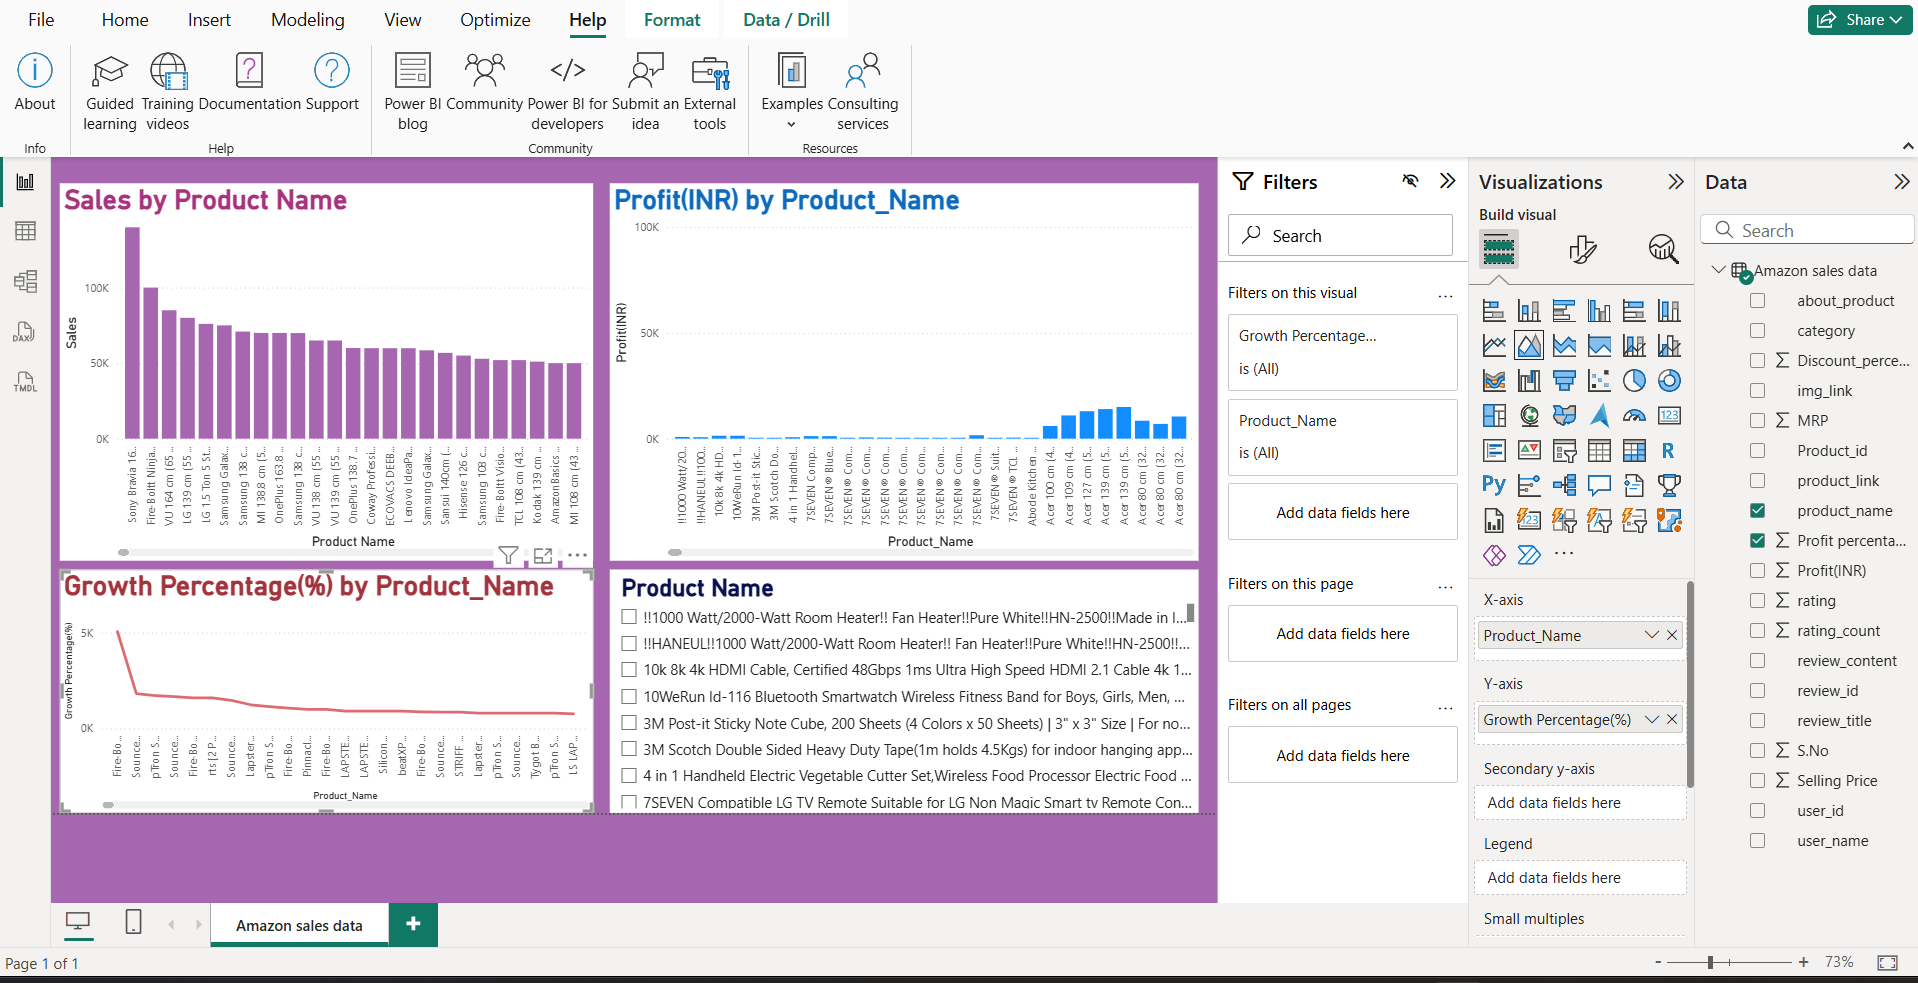 File Home Insert Modeling View Optimize Help Format Data / Drill Share
About
Guided learning
Training videos
Documentation
Support
Power BI blog
Community
Power BI for developers
Submit an idea
External tools
Examples
Consulting services
Info Help Community Resources
DAX
TMDL
Sales by Product Name
Sales
100K
50K
0K
Sony Bravia 16...
Fire-Boltt Ninja...
VU 164 cm (65 ...
LG 139 cm (55 ...
LG 1.5 Ton 5 St...
Samsung Galax...
Samsung 138 c...
MI 138.8 cm (5...
OnePlus 163.8 ...
Samsung 138 c...
VU 138 cm (55 ...
VU 139 cm (55 ...
OnePlus 138.7 ...
Coway Professi...
ECOVACS DEEB...
Lenovo IdeaPa...
Samsung Galax...
Sansui 140cm (...
Hisense 126 c...
Samsung 108 c...
Fire-Boltt Visio...
TCL 108 cm (43...
Kodak 139 cm ...
AmazonBasics ...
MI 108 cm (43 ...
Product Name
Profit(INR) by Product_Name
Profit(INR)
100K
50K
0K
!!1000 Watt/20...
!!HANEUL!!100...
10k 8k 4k HD...
10WeRun Id-1...
3M Post-it Stic...
3M Scotch Do...
4 in 1 Handhel...
7SEVEN Comp...
7SEVEN® Blue...
7SEVEN® Com...
7SEVEN® Com...
7SEVEN® Com...
7SEVEN® Com...
7SEVEN® Com...
7SEVEN® Com...
7SEVEN® Com...
7SEVEN® Com...
7SEVEN® Suit...
7SEVEN® TCL ...
Abode Kitchen ...
Acer 100 cm (4...
Acer 109 cm (4...
Acer 127 cm (5...
Acer 139 cm (5...
Acer 139 cm (5...
Acer 80 cm (32...
Acer 80 cm (32...
Acer 80 cm (32...
Product_Name
Growth Percentage(%) by Product_Name
Growth Percentage(%)
5K
0K
Fire-Bo...
Sounce...
pTron S...
Sounce...
Fire-Bo...
rts [2 P...
Sounce...
Lapster...
pTron S...
Fire-Bo...
Pinnacl...
Fire-Bo...
LAPSTE...
LAPSTE...
Silicon...
beatXP...
Fire-Bo...
Sounce...
STRIFF ...
Lapster...
pTron S...
Sounce...
Tygot B...
pTron S...
LS LAP...
Product_Name
Product Name
!!1000 Watt/2000-Watt Room Heater!! Fan Heater!!Pure White!!HN-2500!!Made in I...
!!HANEUL!!1000 Watt/2000-Watt Room Heater!! Fan Heater!!Pure White!!HN-2500!!...
10k 8k 4k HDMI Cable, Certified 48Gbps 1ms Ultra High Speed HDMI 2.1 Cable 4k 1...
10WeRun Id-116 Bluetooth Smartwatch Wireless Fitness Band for Boys, Girls, Men, ...
3M Post-it Sticky Note Cube, 200 Sheets (4 Colors x 50 Sheets) | 3" x 3" Size | For no...
3M Scotch Double Sided Heavy Duty Tape(1m holds 4.5Kgs) for indoor hanging app...
4 in 1 Handheld Electric Vegetable Cutter Set,Wireless Food Processor Electric Food ...
7SEVEN Compatible LG TV Remote Suitable for LG Non Magic Smart tv Remote Con...
Filters
Search
Filters on this visual ...
Growth Percentage...
is (All)
Product_Name
is (All)
Add data fields here
Filters on this page ...
Add data fields here
Filters on all pages ...
Add data fields here
Visualizations
Build visual
123
R
Py
123
...
X-axis
Product_Name
Y-axis
Growth Percentage(%)
Secondary y-axis
Add data fields here
Legend
Add data fields here
Small multiples
Data
Search
Amazon sales data
about_product
category
Discount_perce...
img_link
MRP
Product_id
product_link
product_name
Profit percenta...
Profit(INR)
rating
rating_count
review_content
review_id
review_title
S.No
Selling Price
user_id
user_name
Amazon sales data
+
Page 1 of 1
- + 73%